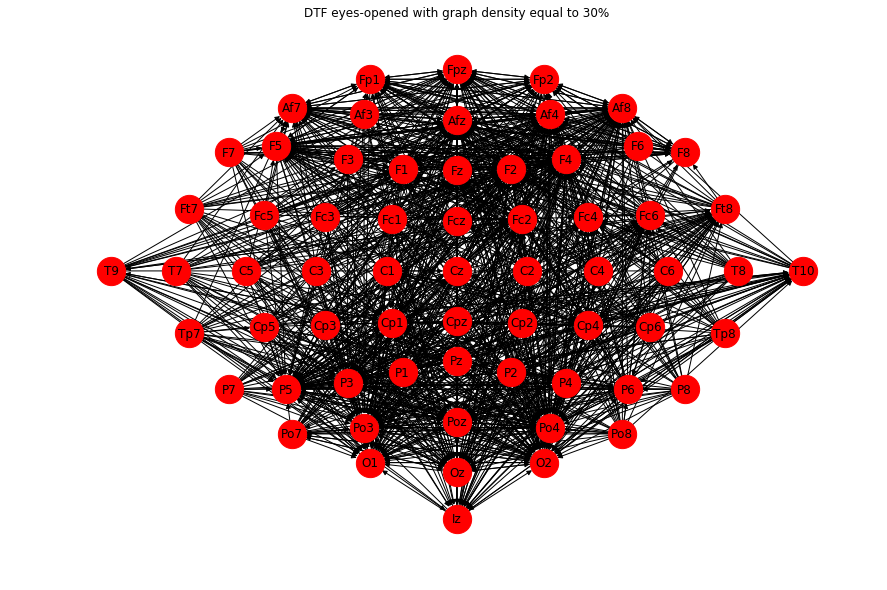 DTF eyes-opened with graph density equal to 30%
Fp1 Fpz Fp2
Af7 Af3 Afz Af4 Af8
F7 F5 F3 F1 Fz F2 F4 F6 F8
Ft7 Fc5 Fc3 Fc1 Fcz Fc2 Fc4 Fc6 Ft8
T9 T7 C5 C3 C1 Cz C2 C4 C6 T8 T10
Tp7 Cp5 Cp3 Cp1 Cpz Cp2 Cp4 Cp6 Tp8
P7 P5 P3 P1 Pz P2 P4 P6 P8
Po7 Po3 Poz Po4 Po8
O1 Oz O2
Iz